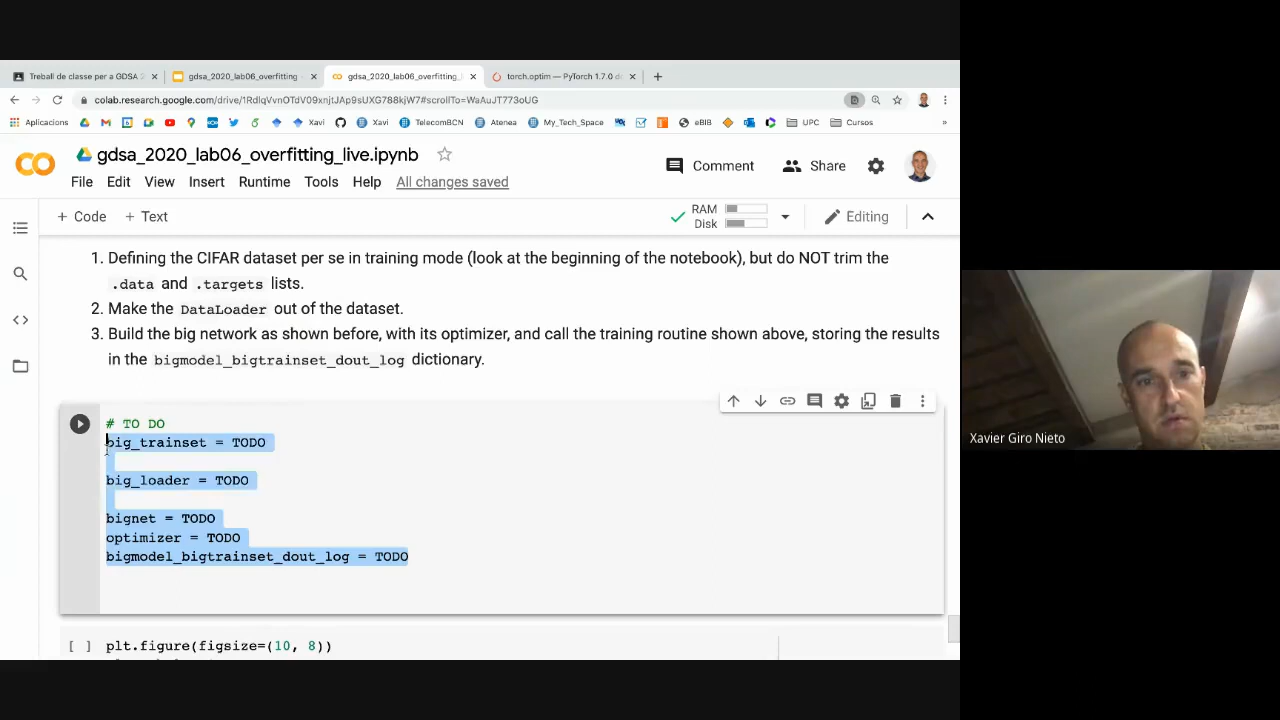 Treball de classe per a GDSA 2
gdsa_2020_lab06_overfitting -
gdsa_2020_lab06_overfitting_l
torch.optim — PyTorch 1.7.0 d
colab.research.google.com/drive/1RdlqVvnOTdV09xnjtJAp9sUXG788kjW7#scrollTo=WaAuJT773oUG
Aplicacions
Xavi
Xavi
TelecomBCN
Atenea
My_Tech_Space
eBIB
UPC
Cursos
»
gdsa_2020_lab06_overfitting_live.ipynb
Comment
Share
File Edit View Insert Runtime Tools Help All changes saved
+ Code + Text
RAM
Disk
Editing
1. Defining the CIFAR dataset per se in training mode (look at the beginning of the notebook), but do NOT trim the
.data and .targets lists.
2. Make the DataLoader out of the dataset.
3. Build the big network as shown before, with its optimizer, and call the training routine shown above, storing the results
in the bigmodel_bigtrainset_dout_log dictionary.
# TO DO
big_trainset = TODO
big_loader = TODO
bignet = TODO
optimizer = TODO
bigmodel_bigtrainset_dout_log = TODO
[ ] plt.figure(figsize=(10, 8))
Xavier Giro Nieto